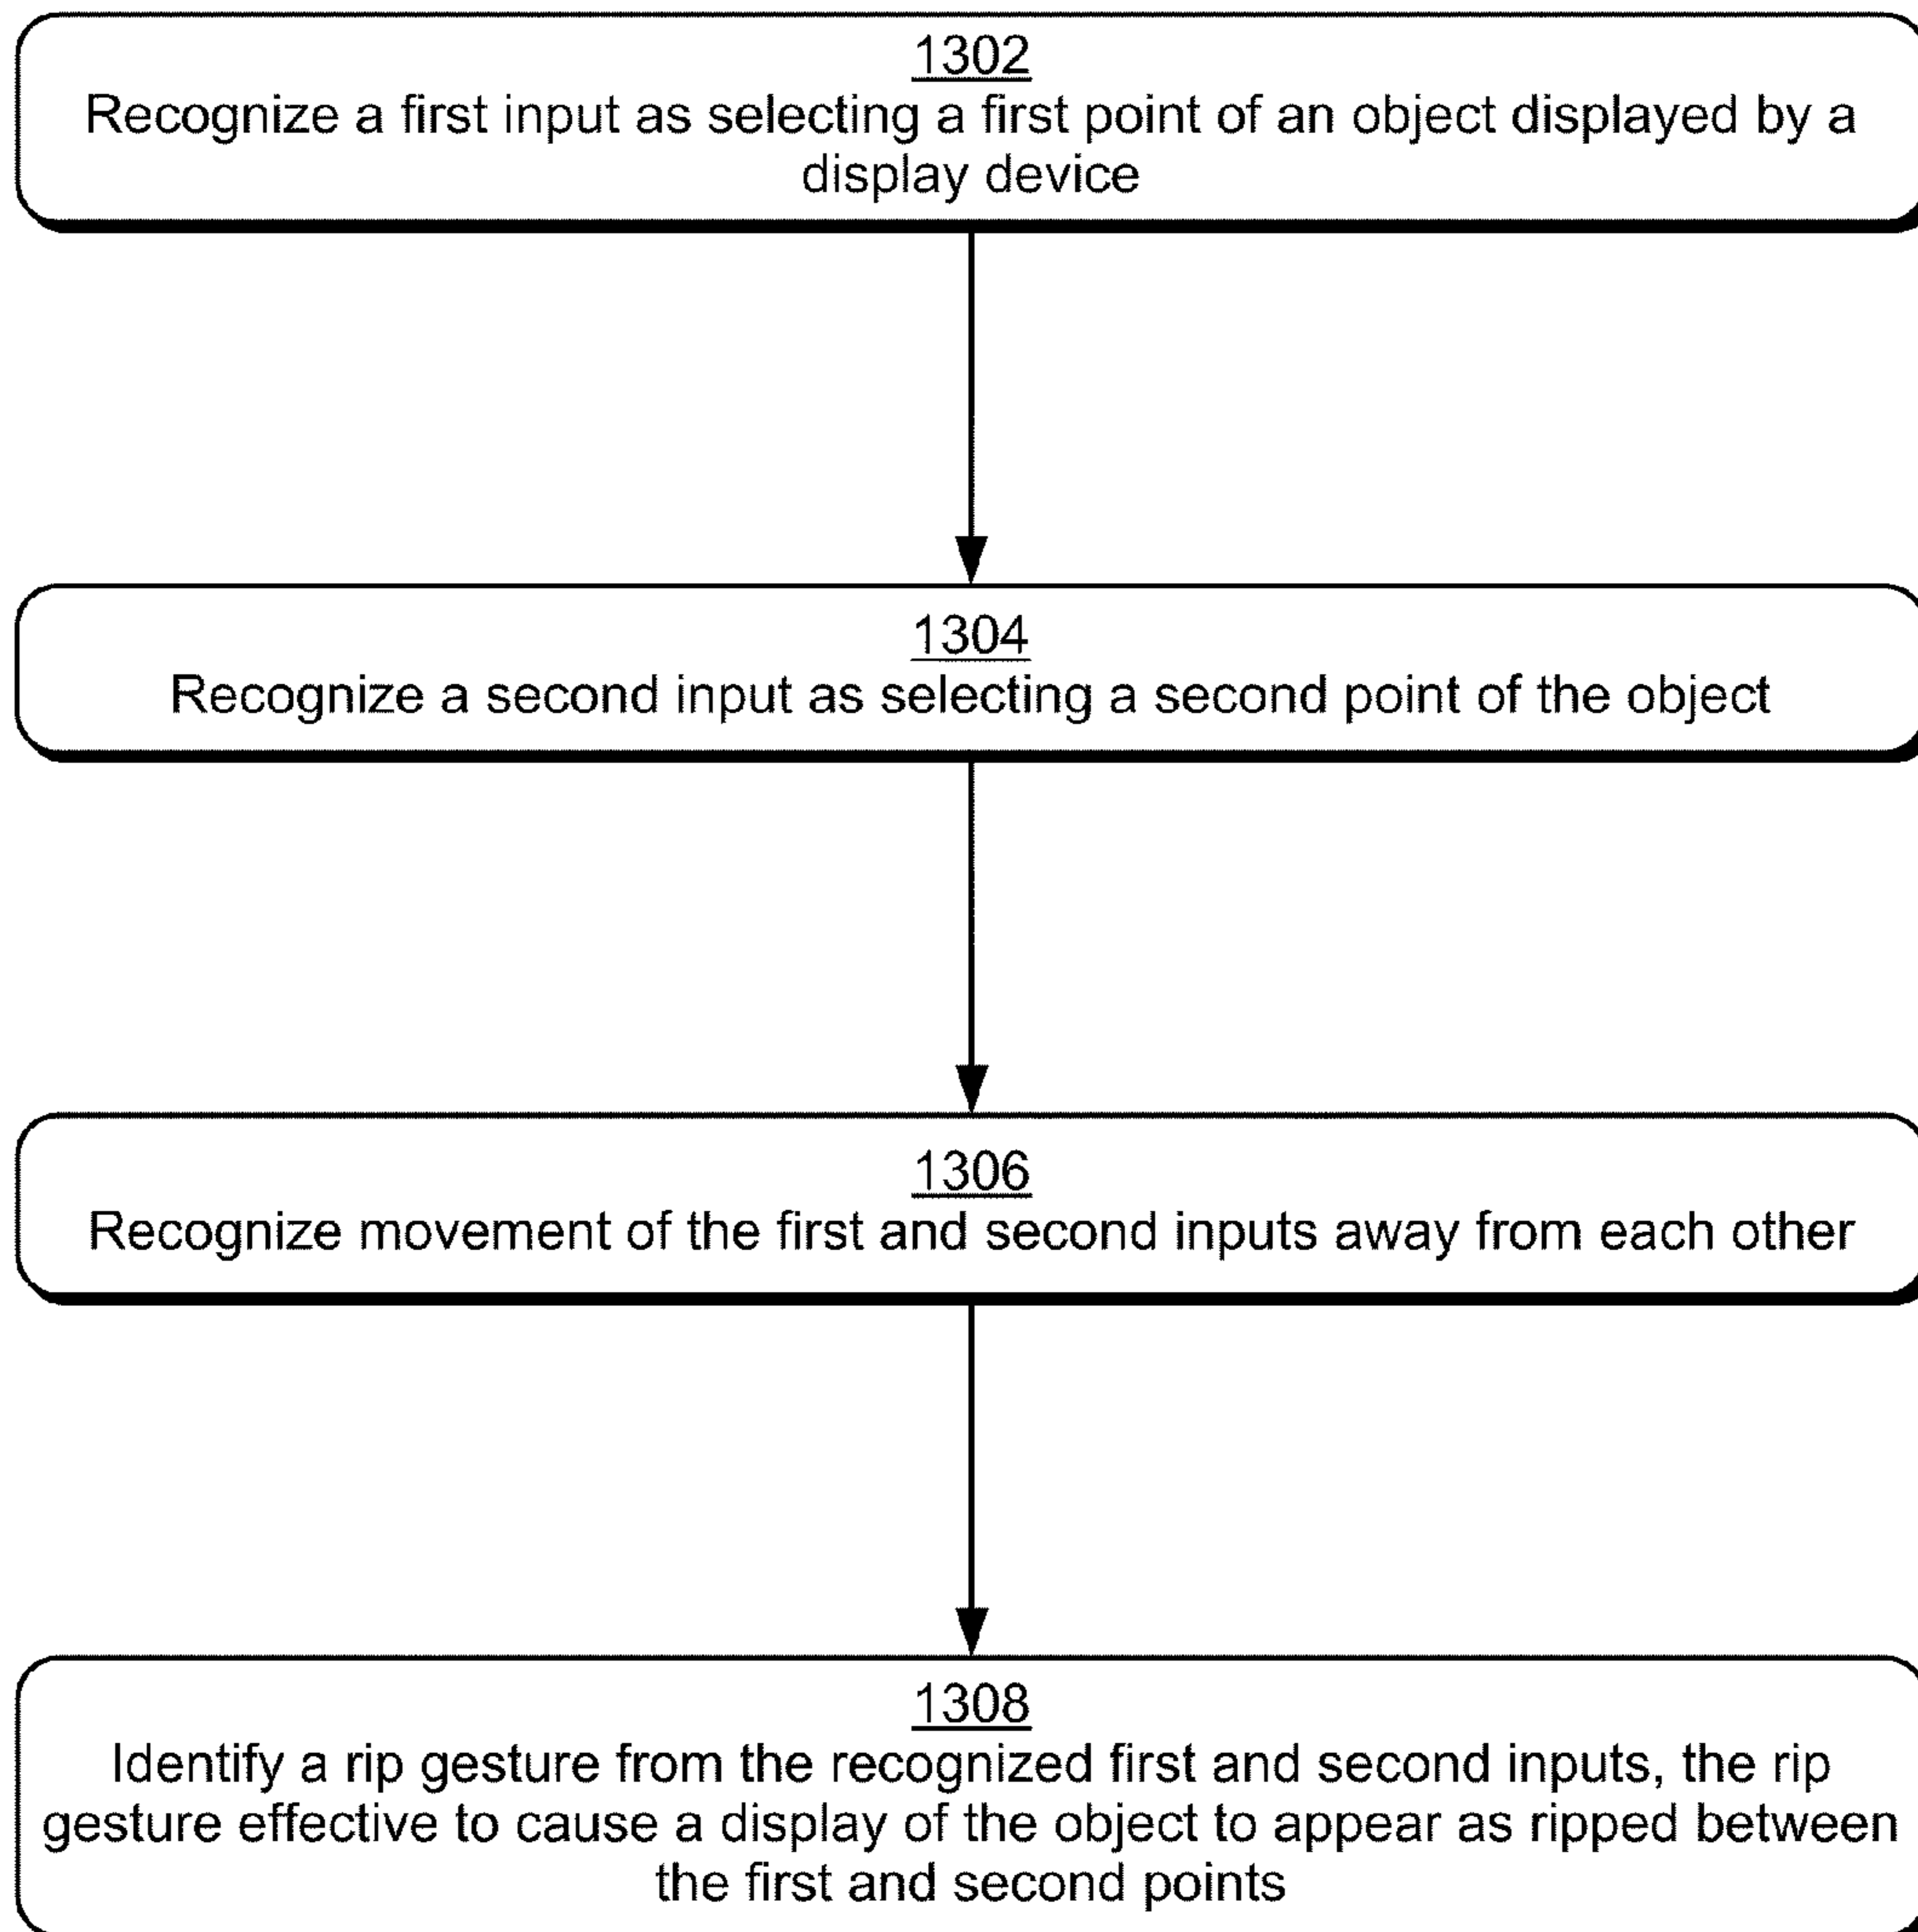 1302
Recognize a first input as selecting a first point of an object displayed by a
display device
1304
Recognize a second input as selecting a second point of the object
1306
Recognize movement of the first and second inputs away from each other
1308
Identify a rip gesture from the recognized first and second inputs, the rip
gesture effective to cause a display of the object to appear as ripped between
the first and second points